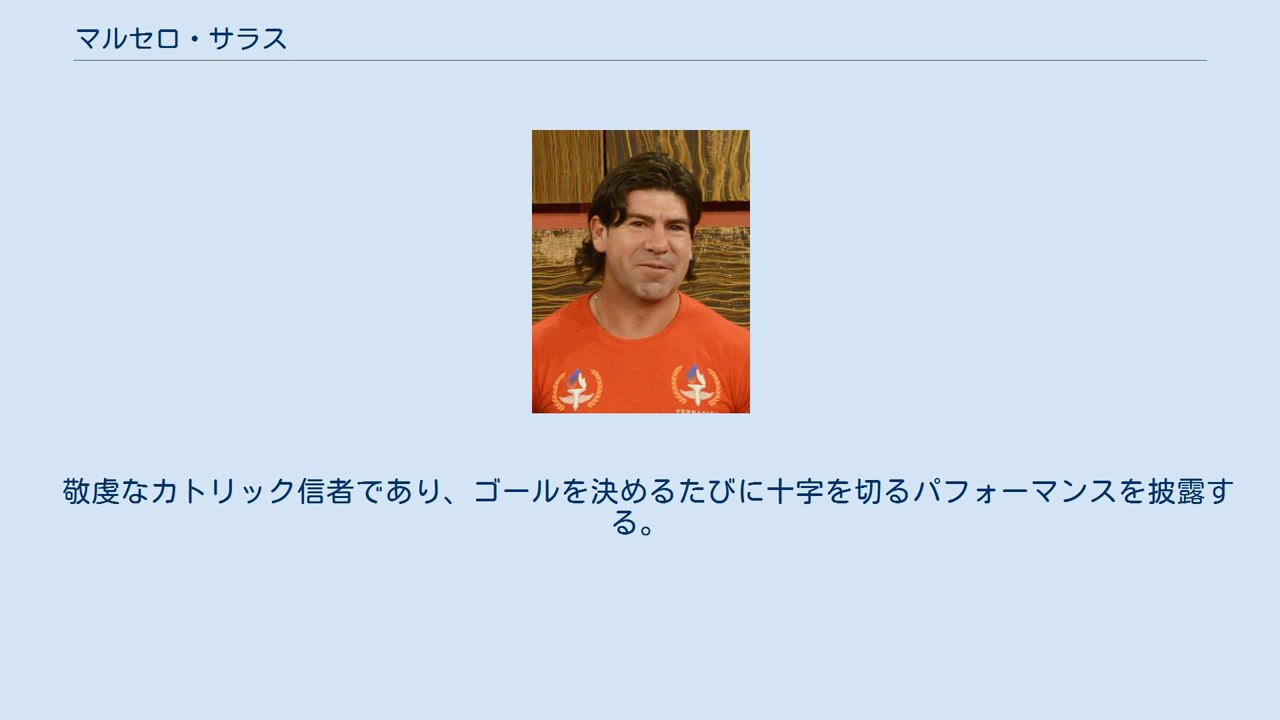 マルセロ・サラス
敬虔なカトリック信者であり、ゴールを決めるたびに十字を切るパフォーマンスを披露す
る。